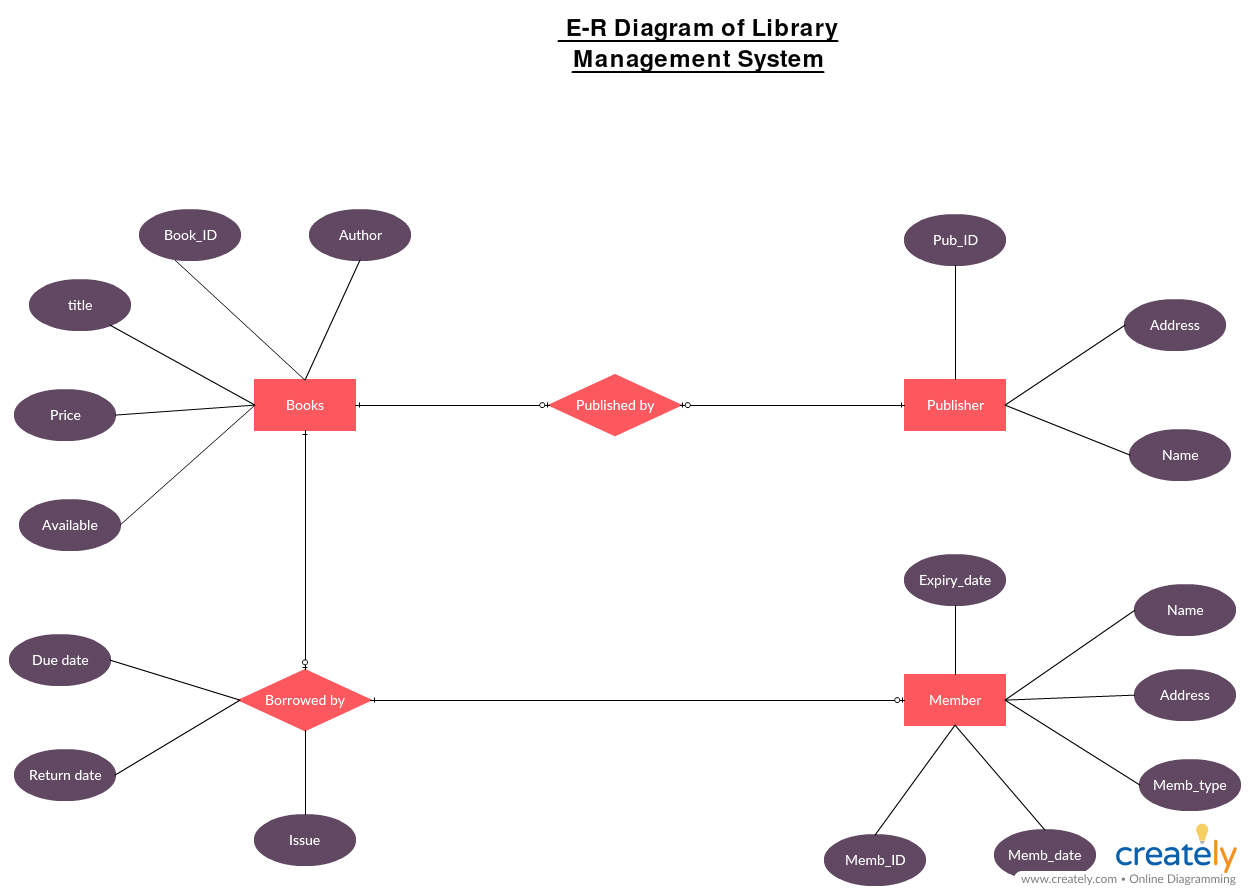 E-R Diagram of Library
Management System
Book_ID
Author
Pub_ID
title
Address
Price
Books
Published by
Publisher
Name
Available
Expiry_date
Name
Due date
Borrowed by
Member
Address
Return date
Memb_type
Issue
Memb_ID
Memb_date
creately
www.creately.com • Online Diagramming